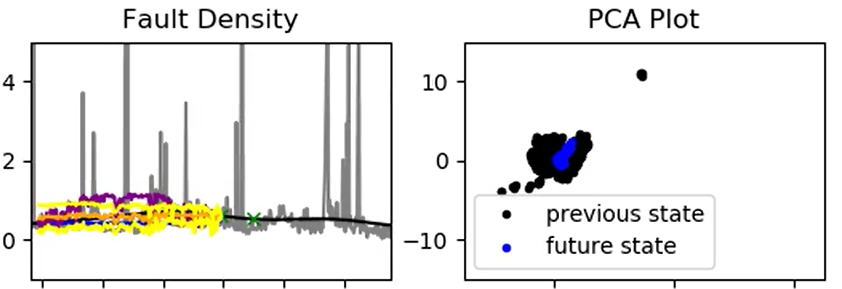 Fault Density
PCA Plot
4
2
0
10
0
−10
previous state
future state